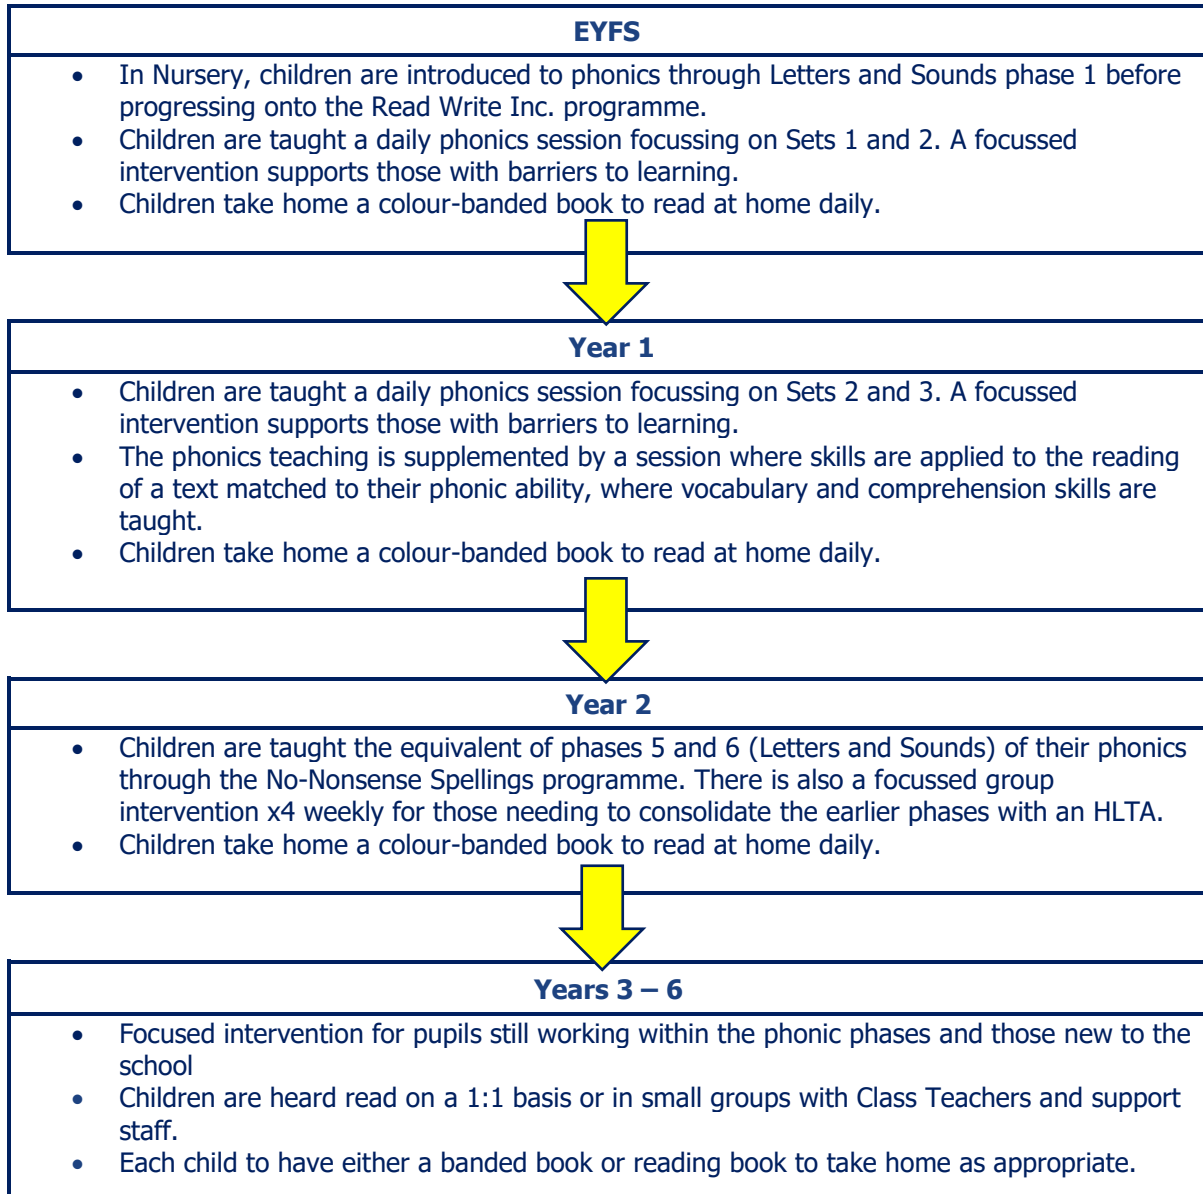 EYFS
• In Nursery, children are introduced to phonics through Letters and Sounds phase 1 before
progressing onto the Read Write Inc. programme.
• Children are taught a daily phonics session focussing on Sets 1 and 2. A focussed
intervention supports those with barriers to learning.
• Children take home a colour-banded book to read at home daily.
Year 1
• Children are taught a daily phonics session focussing on Sets 2 and 3. A focussed
intervention supports those with barriers to learning.
• The phonics teaching is supplemented by a session where skills are applied to the reading
of a text matched to their phonic ability, where vocabulary and comprehension skills are
taught.
• Children take home a colour-banded book to read at home daily.
Year 2
• Children are taught the equivalent of phases 5 and 6 (Letters and Sounds) of their phonics
through the No-Nonsense Spellings programme. There is also a focussed group
intervention x4 weekly for those needing to consolidate the earlier phases with an HLTA.
• Children take home a colour-banded book to read at home daily.
Years 3 – 6
• Focused intervention for pupils still working within the phonic phases and those new to the
school
• Children are heard read on a 1:1 basis or in small groups with Class Teachers and support
staff.
• Each child to have either a banded book or reading book to take home as appropriate.